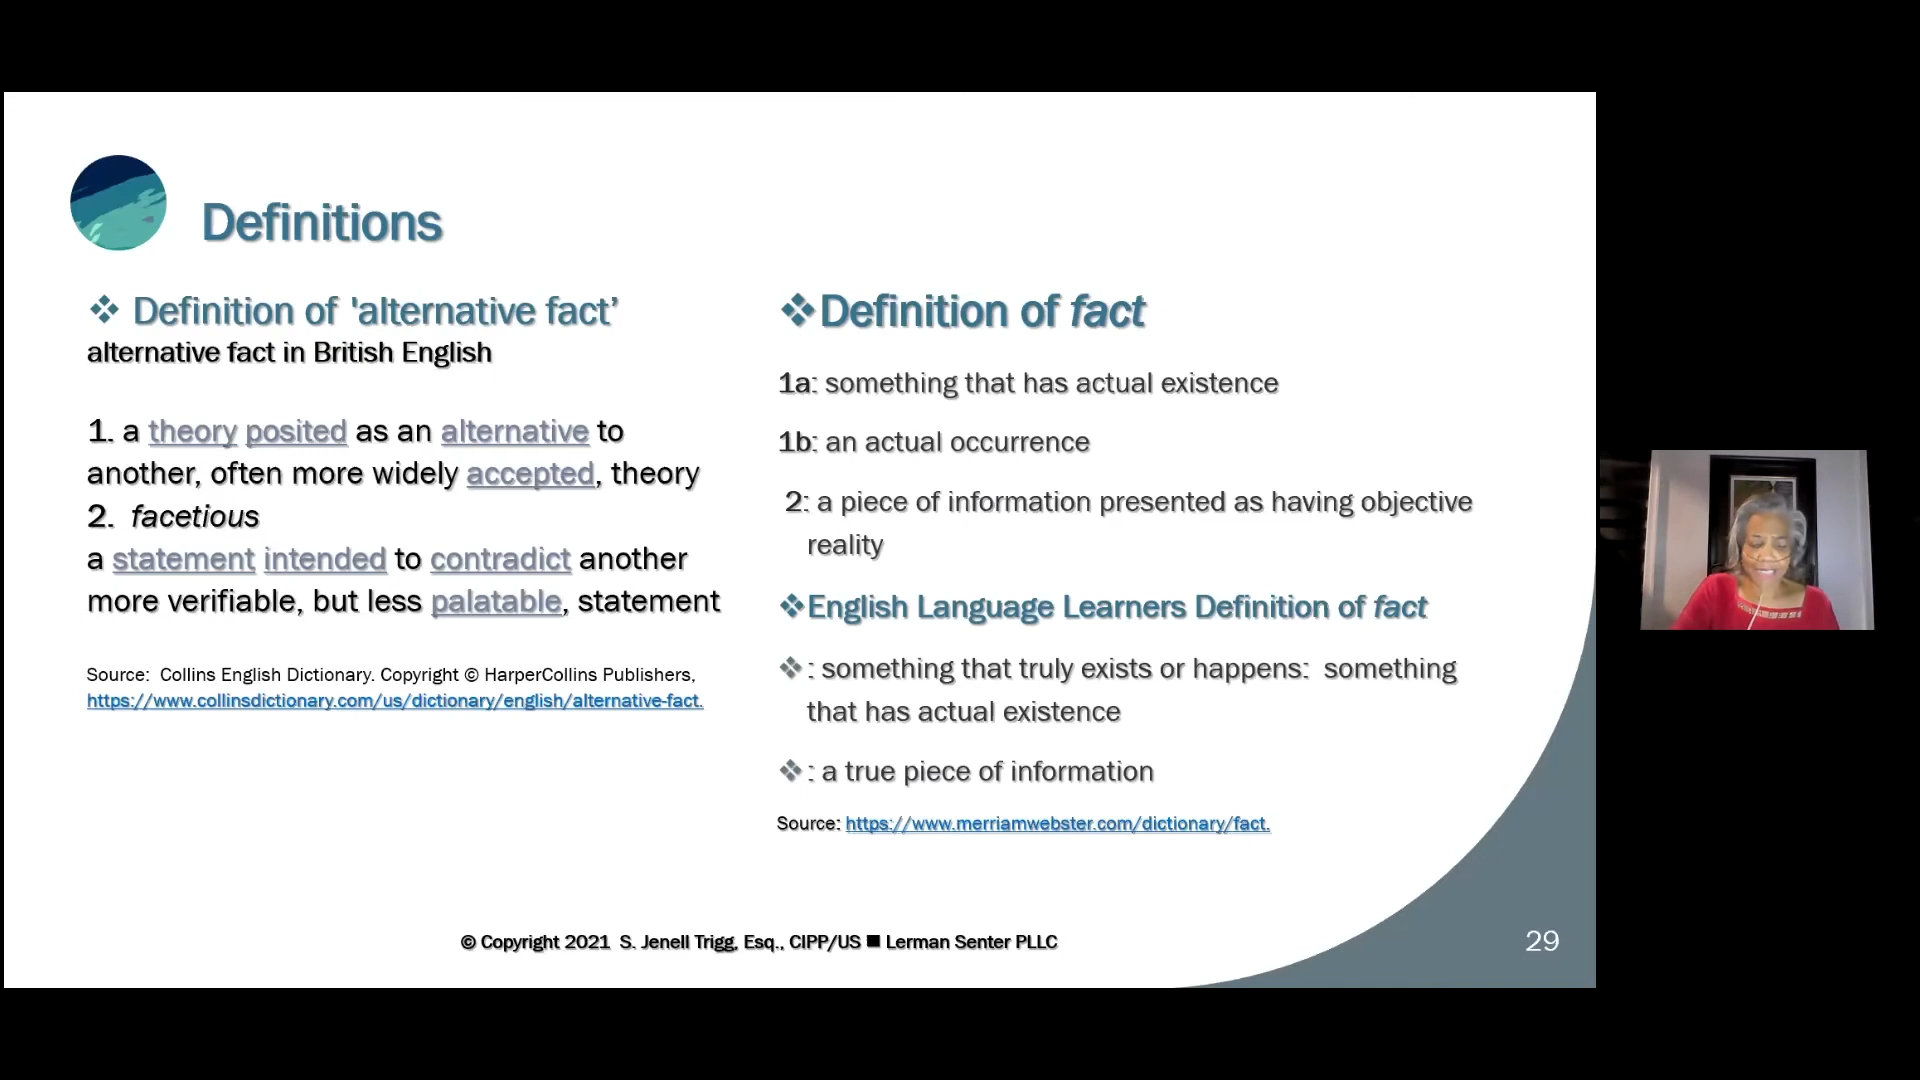 Definitions
❖ Definition of 'alternative fact’
alternative fact in British English
1. a theory posited as an alternative to
another, often more widely accepted, theory
2. facetious
a statement intended to contradict another
more verifiable, but less palatable, statement
Source: Collins English Dictionary. Copyright © HarperCollins Publishers,
https://www.collinsdictionary.com/us/dictionary/english/alternative-fact.
❖Definition of fact
1a: something that has actual existence
1b: an actual occurrence
2: a piece of information presented as having objective
reality
❖English Language Learners Definition of fact
❖ : something that truly exists or happens: something
that has actual existence
❖ : a true piece of information
Source: https://www.merriamwebster.com/dictionary/fact.
© Copyright 2021 S. Jenell Trigg, Esq., CIPP/US ■ Lerman Senter PLLC
29